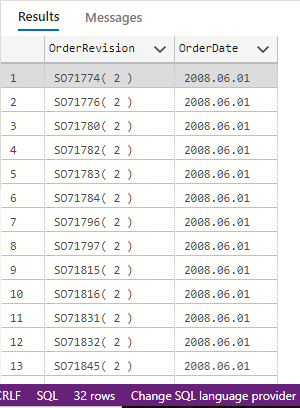 Results Messages
OrderRevision OrderDate
1 SO71774( 2 ) 2008.06.01
2 SO71776( 2 ) 2008.06.01
3 SO71780( 2 ) 2008.06.01
4 SO71782( 2 ) 2008.06.01
5 SO71783( 2 ) 2008.06.01
6 SO71784( 2 ) 2008.06.01
7 SO71796( 2 ) 2008.06.01
8 SO71797( 2 ) 2008.06.01
9 SO71815( 2 ) 2008.06.01
10 SO71816( 2 ) 2008.06.01
11 SO71831( 2 ) 2008.06.01
12 SO71832( 2 ) 2008.06.01
13 SO71845( 2 ) 2008.06.01
CRLF SQL 32 rows Change SQL language provider